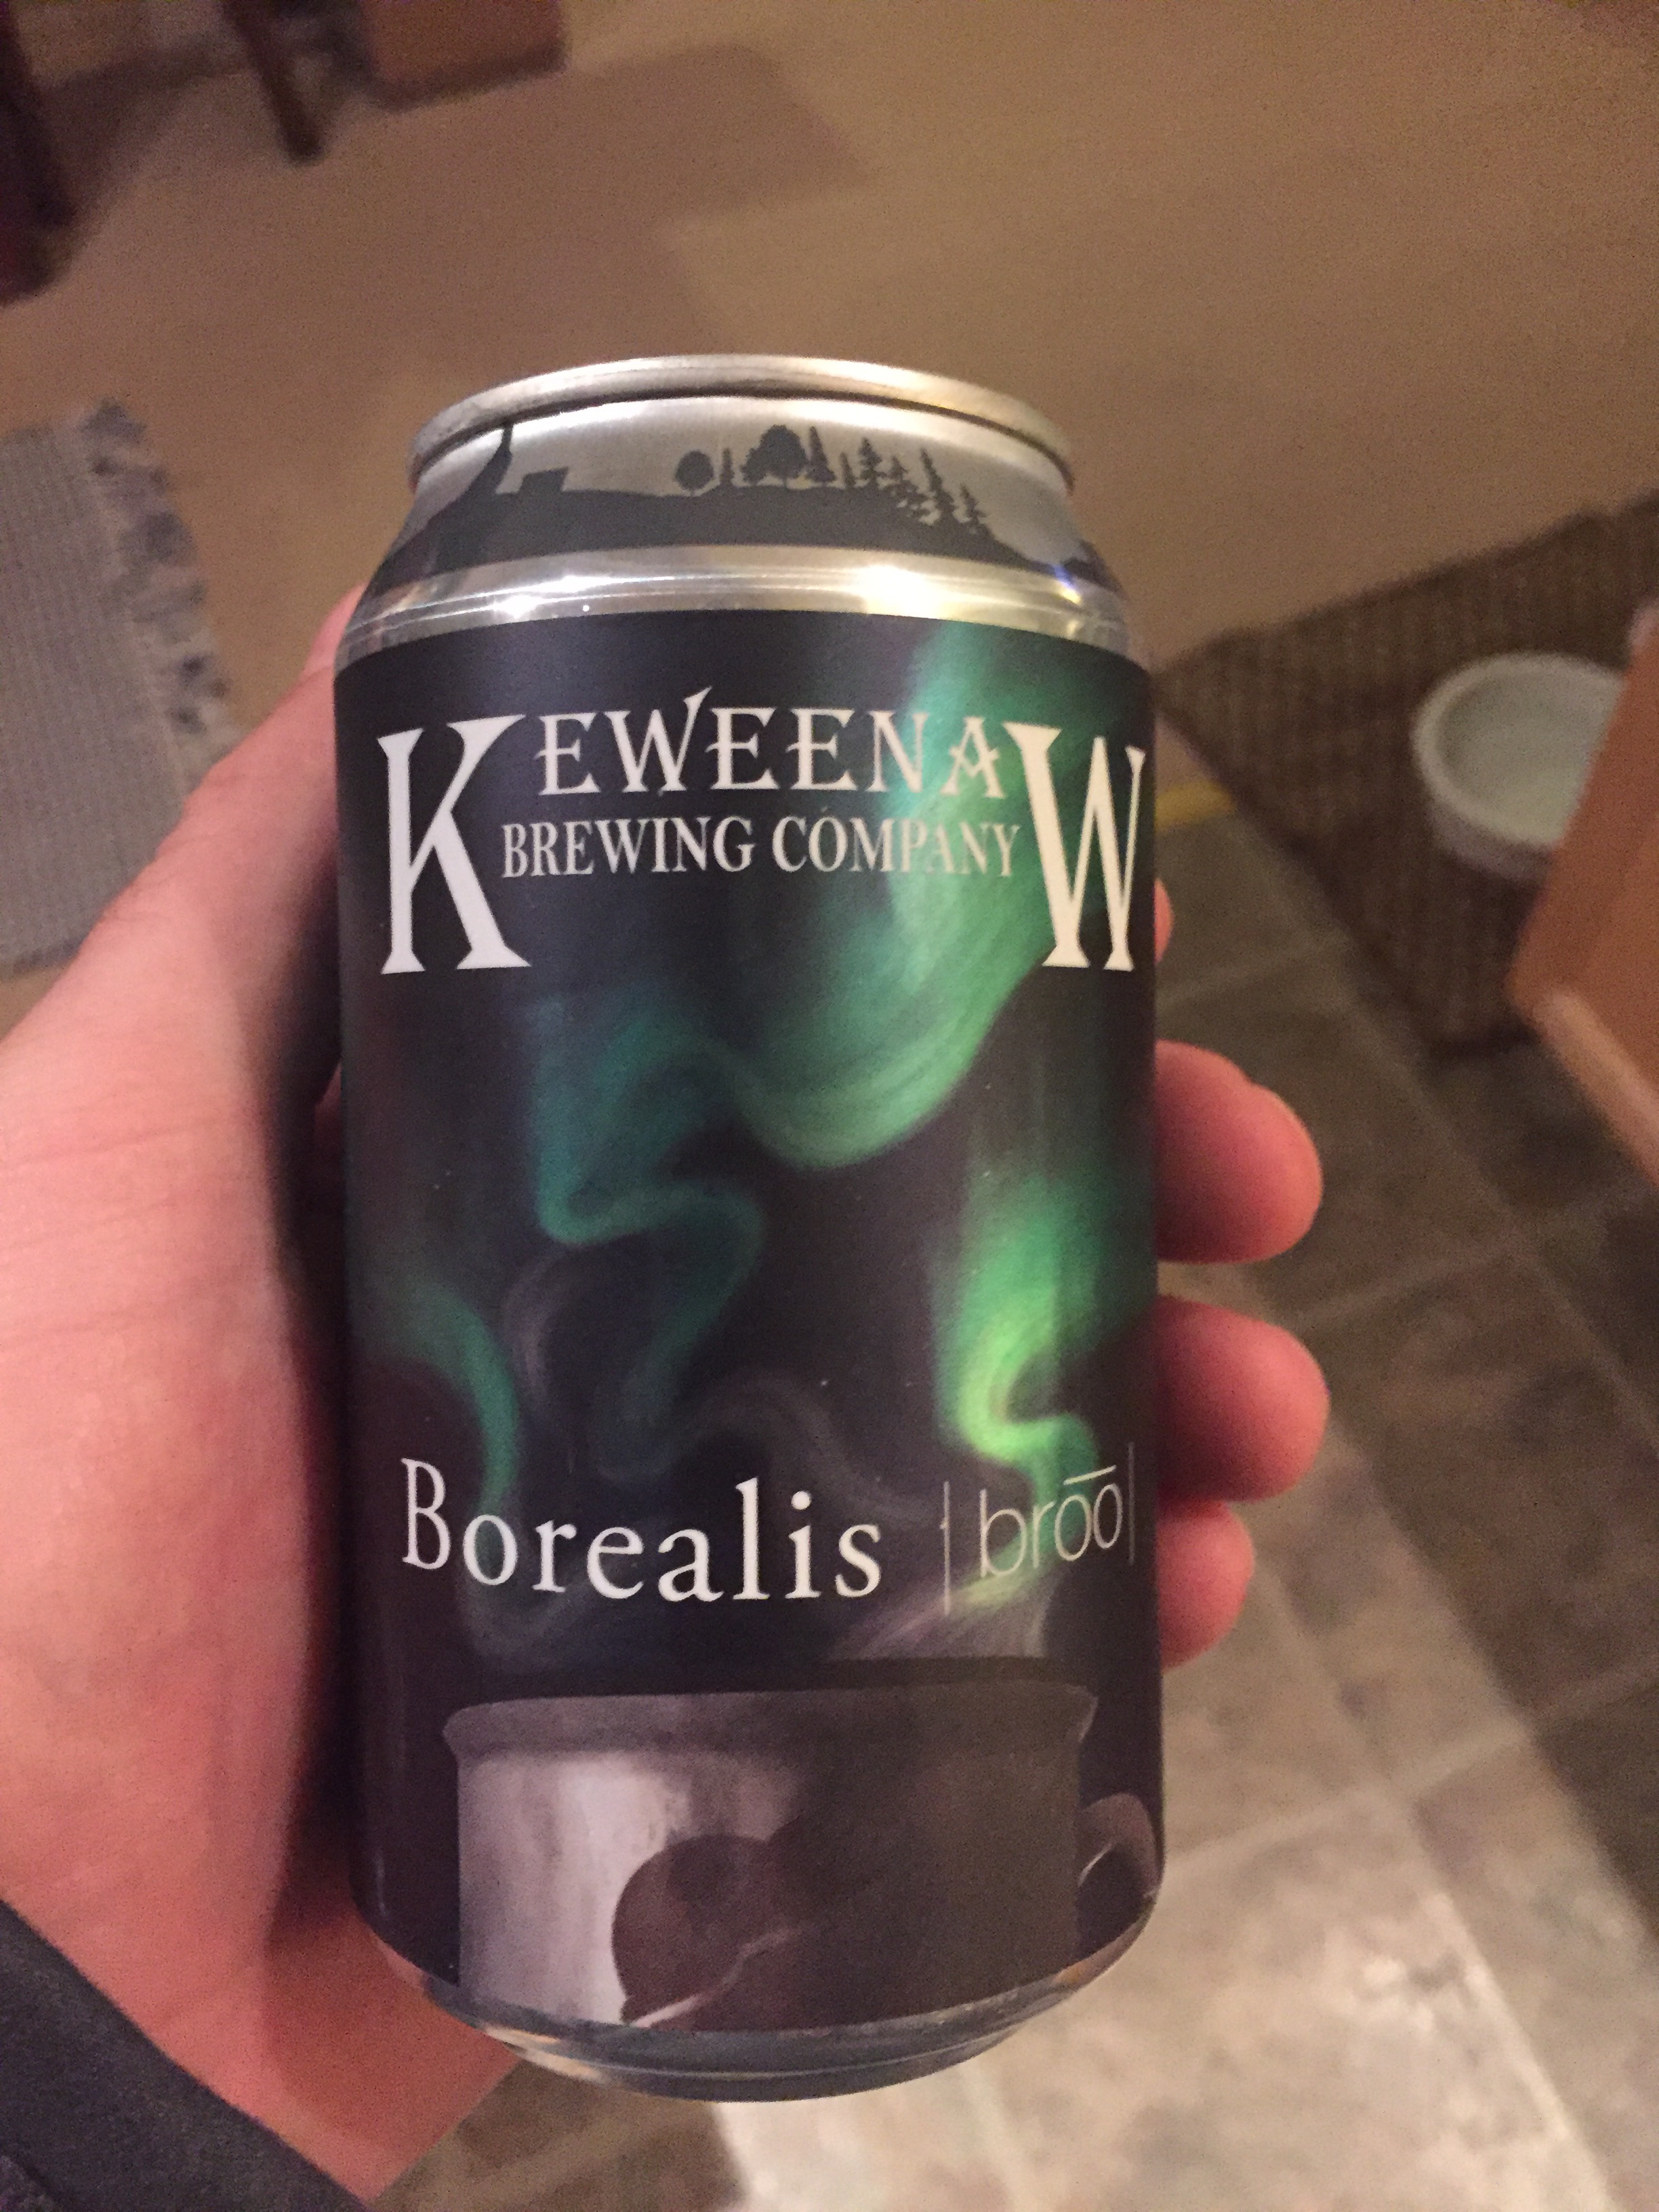 KEWEENAW
BREWING COMPANY
Borealis |brōō|